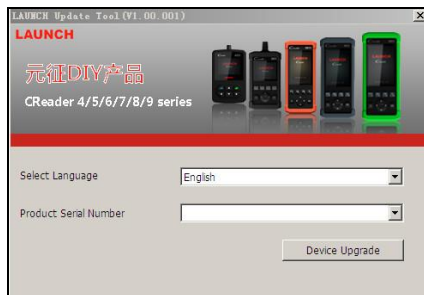 LAUNCH Update Tool(V1.00.001)
LAUNCH
元征DIY产品
CReader 4/5/6/7/8/9 series
Select Language
English
Product Serial Number
Device Upgrade